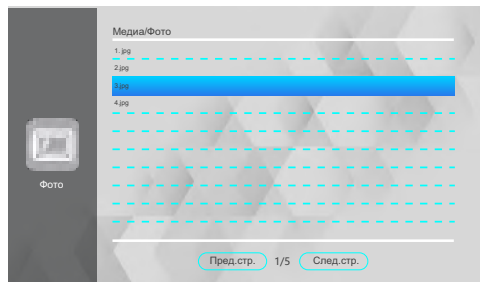 Медиа/Фото
1. jpg
2.jpg
3.jpg
4.jpg
Фото
Пред.стр. 1/5 След.стр.